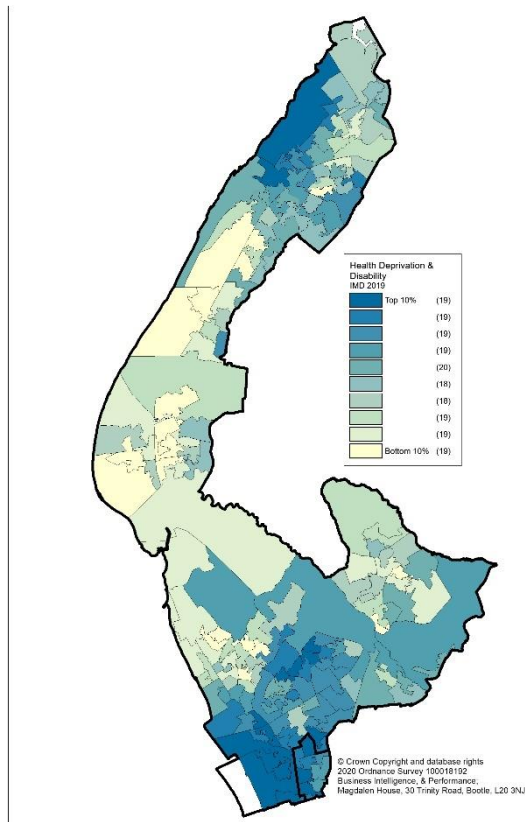 Health Deprivation &
Disability
IMD 2019
Top 10% (19)
(19)
(19)
(19)
(20)
(18)
(18)
(19)
(19)
Bottom 10% (19)
© Crown Copyright and database rights
2020 Ordnance Survey 100018192
Business Intelligence, & Performance,
Magdalen House, 30 Trinity Road, Bootle, L20 3NJ